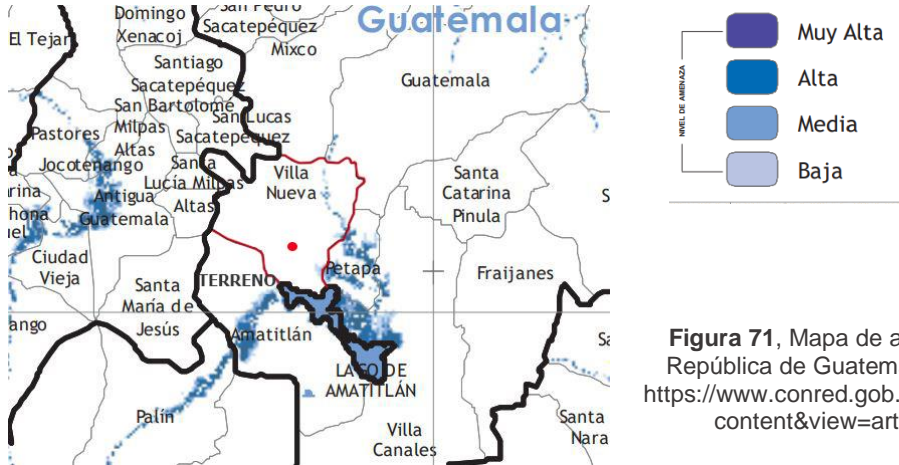 Domingo
Xenacoj
San Pedro
Sacatepéquez
Guatemala
El Tejar
Mixco
Santiago
Sacatepéquez
Guatemala
San Bartolomé
Milpas
Altas
San Lucas
Sacatepéquez
Pastores
Jocotenango
Santa
Lucía Milpas
Altas
Villa
Nueva
Santa
Catarina
Pinula
Antigua
Guatemala
Ciudad
Vieja
Santa
María de
Jesús
TERRENO
Petapa
Fraijanes
Amatitlán
LAGO DE
AMATITLÁN
Palín
Villa
Canales
Santa
Nara
ango
NIVEL DE AMENAZA
Muy Alta
Alta
Media
Baja
Figura 71, Mapa de a
República de Guatem
https://www.conred.gob.
content&view=art